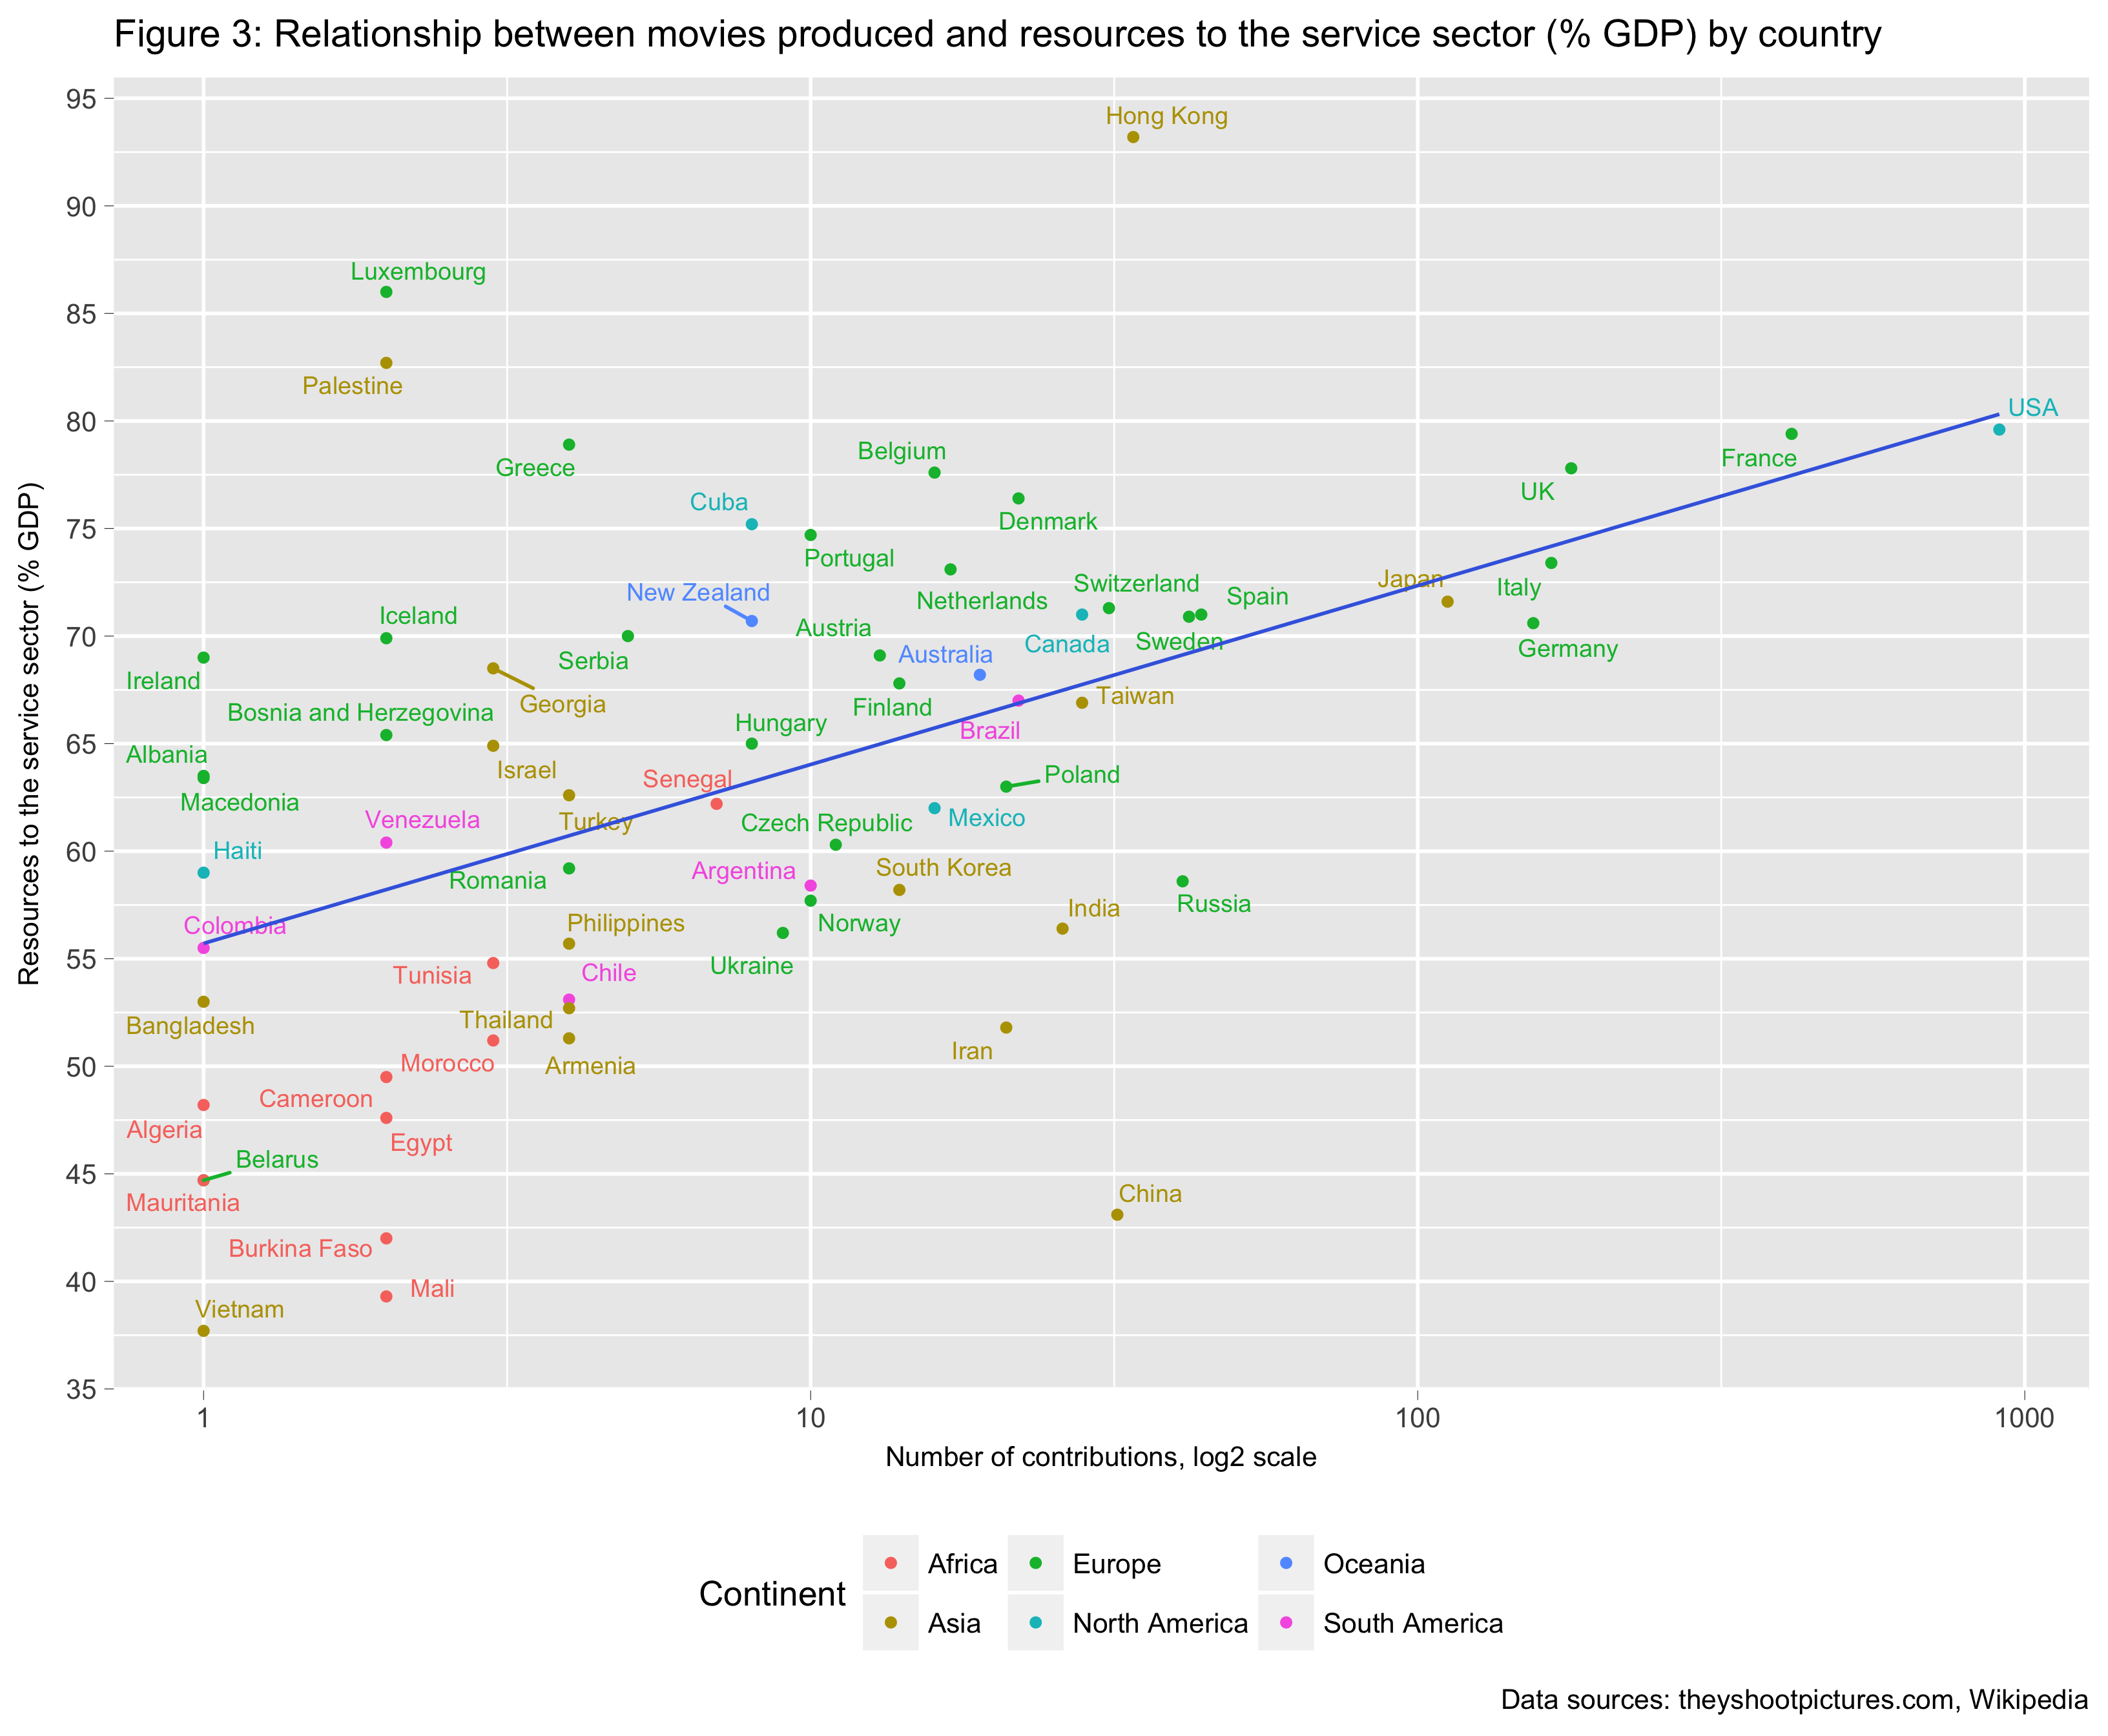 Figure 3: Relationship between movies produced and resources to the service sector (% GDP) by country
Resources to the service sector (% GDP)
95
90
85
80
75
70
65
60
55
50
45
40
35
Hong Kong
Luxembourg
Palestine
USA
Belgium
France
Greece
UK
Cuba
Denmark
Portugal
Japan
Switzerland
Italy
New Zealand
Spain
Netherlands
Iceland
Austria
Sweden
Canada
Germany
Australia
Serbia
Ireland
Taiwan
Georgia
Finland
Bosnia and Herzegovina
Hungary
Brazil
Albania
Israel
Poland
Senegal
Macedonia
Mexico
Venezuela
Turkey
Czech Republic
Haiti
South Korea
Argentina
Romania
Russia
India
Philippines
Norway
Colombia
Ukraine
Chile
Tunisia
Thailand
Bangladesh
Iran
Morocco
Armenia
Cameroon
Algeria
Egypt
Belarus
Mauritania
China
Burkina Faso
Mali
Vietnam
1 10 100 1000
Number of contributions, log2 scale
Continent
Africa Europe Oceania
Asia North America South America
Data sources: theyshootpictures.com, Wikipedia